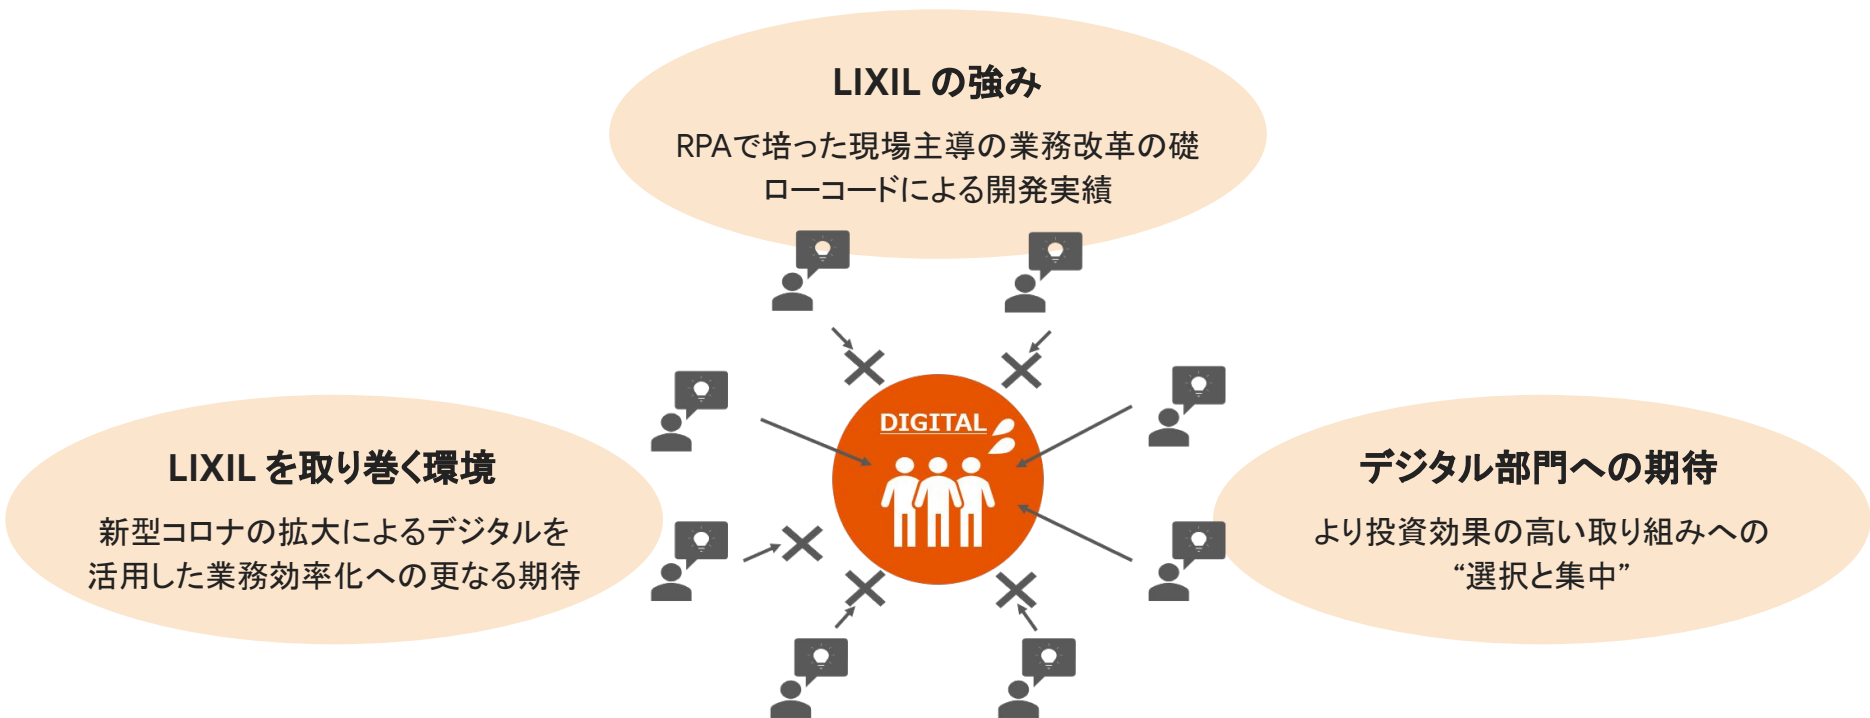 LIXIL の強み
RPAで培った現場主導の業務改革の礎
ローコードによる開発実績
DIGITAL
LIXIL を取り巻く環境
新型コロナの拡大によるデジタルを
活用した業務効率化への更なる期待
デジタル部門への期待
より投資効果の高い取り組みへの
“選択と集中”